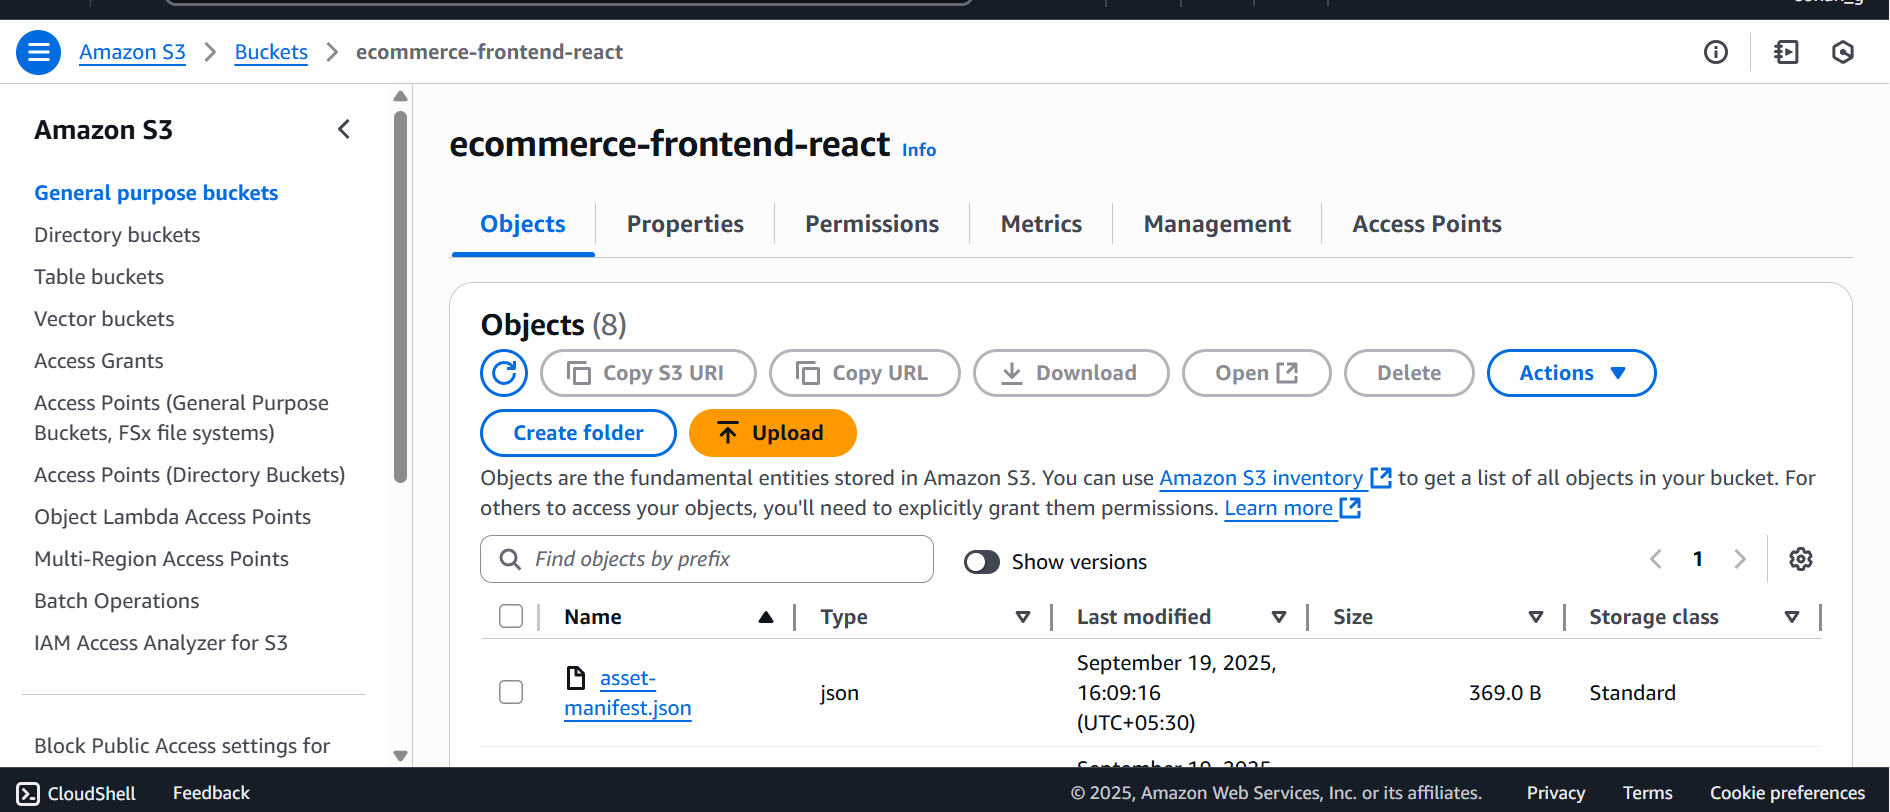 Amazon S3 > Buckets > ecommerce-frontend-react
Amazon S3
General purpose buckets
Directory buckets
Table buckets
Vector buckets
Access Grants
Access Points (General Purpose
Buckets, FSx file systems)
Access Points (Directory Buckets)
Object Lambda Access Points
Multi-Region Access Points
Batch Operations
IAM Access Analyzer for S3
Block Public Access settings for
ecommerce-frontend-react Info
Objects Properties Permissions Metrics Management Access Points
Objects (8)
Copy S3 URI Copy URL Download Open Delete Actions
Create folder Upload
Objects are the fundamental entities stored in Amazon S3. You can use Amazon S3 inventory to get a list of all objects in your bucket. For
others to access your objects, you'll need to explicitly grant them permissions. Learn more
Find objects by prefix Show versions 1
Name Type Last modified Size Storage class
asset-
manifest.json
json
September 19, 2025,
16:09:16
(UTC+05:30)
369.0 B
Standard
September 19, 2025,
CloudShell Feedback © 2025, Amazon Web Services, Inc. or its affiliates. Privacy Terms Cookie preferences